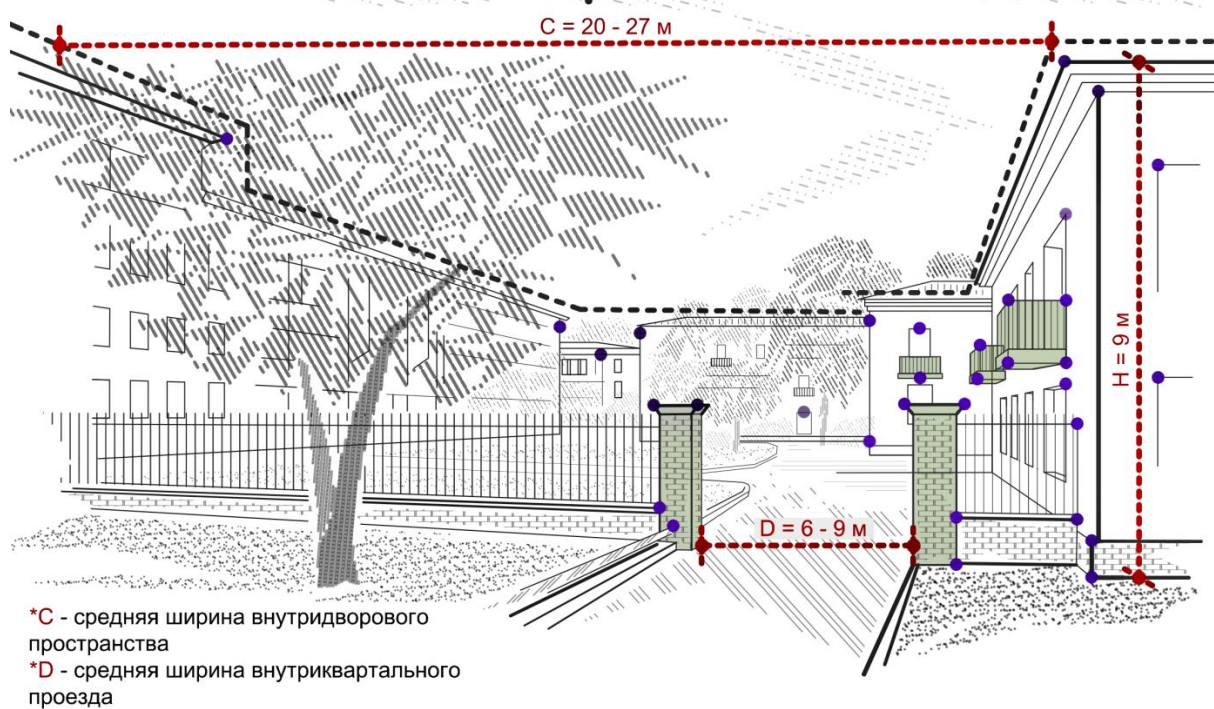 C = 20 - 27 м
H = 9 м
D = 6 - 9 м
*C - средняя ширина внутридворового
пространства
*D - средняя ширина внутриквартального
проезда